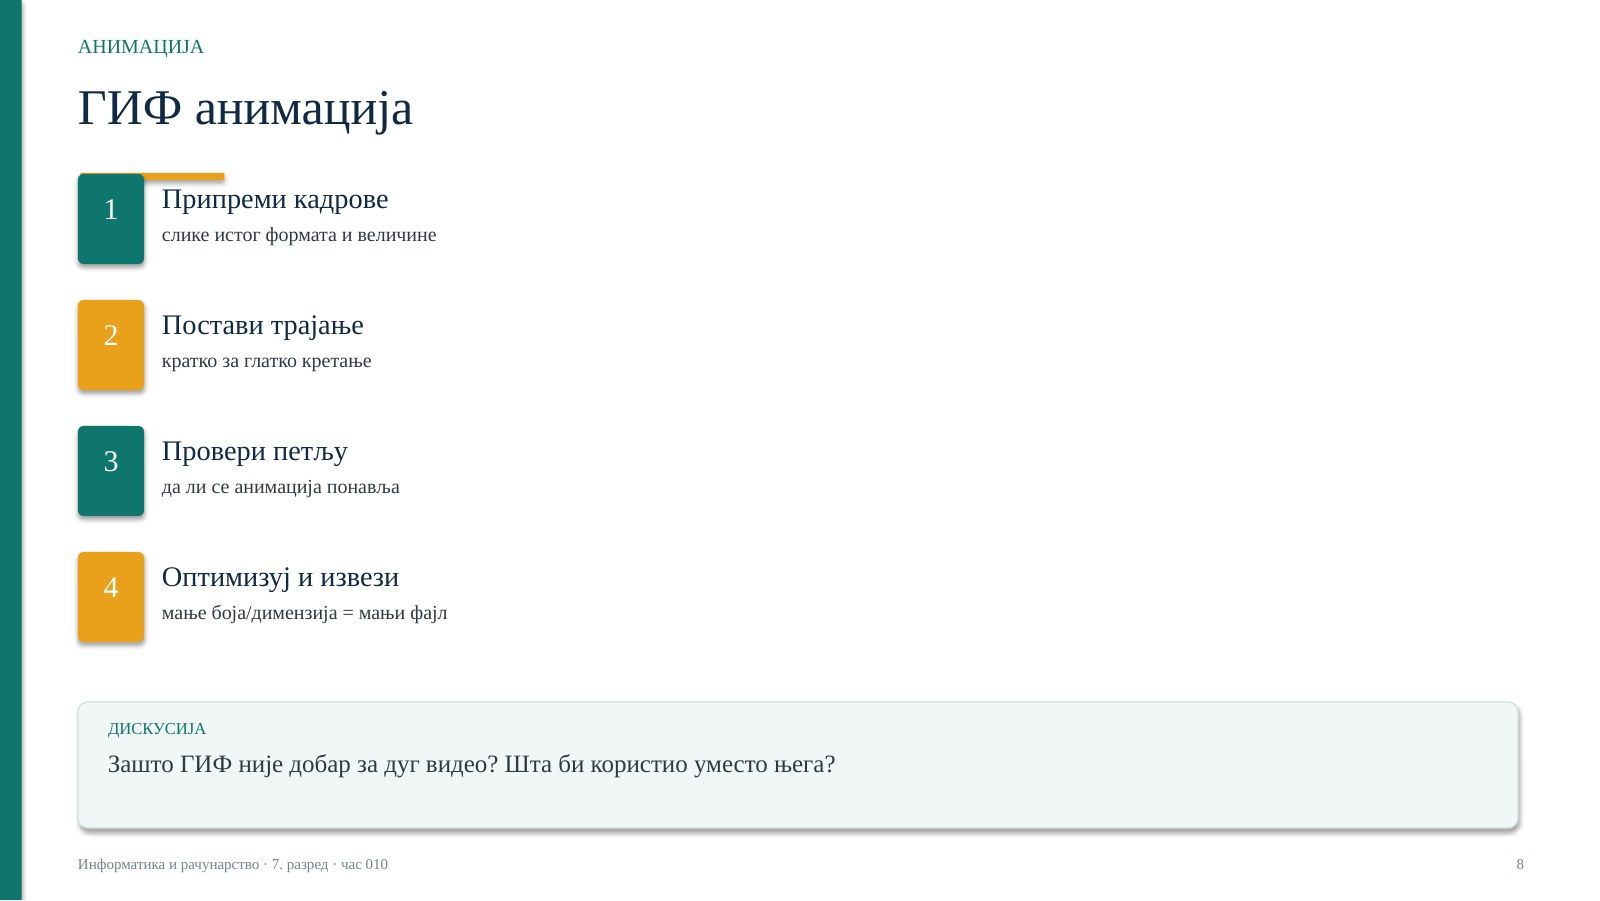 АНИМАЦИЈА
ГИФ анимација
1
Припреми кадрове
слике истог формата и величине
2
Постави трајање
кратко за глатко кретање
3
Провери петљу
да ли се анимација понавља
4
Оптимизуј и извези
мање боја/димензија = мањи фајл
ДИСКУСИЈА
Зашто ГИФ није добар за дуг видео? Шта би користио уместо њега?
Информатика и рачунарство · 7. разред · час 010
8